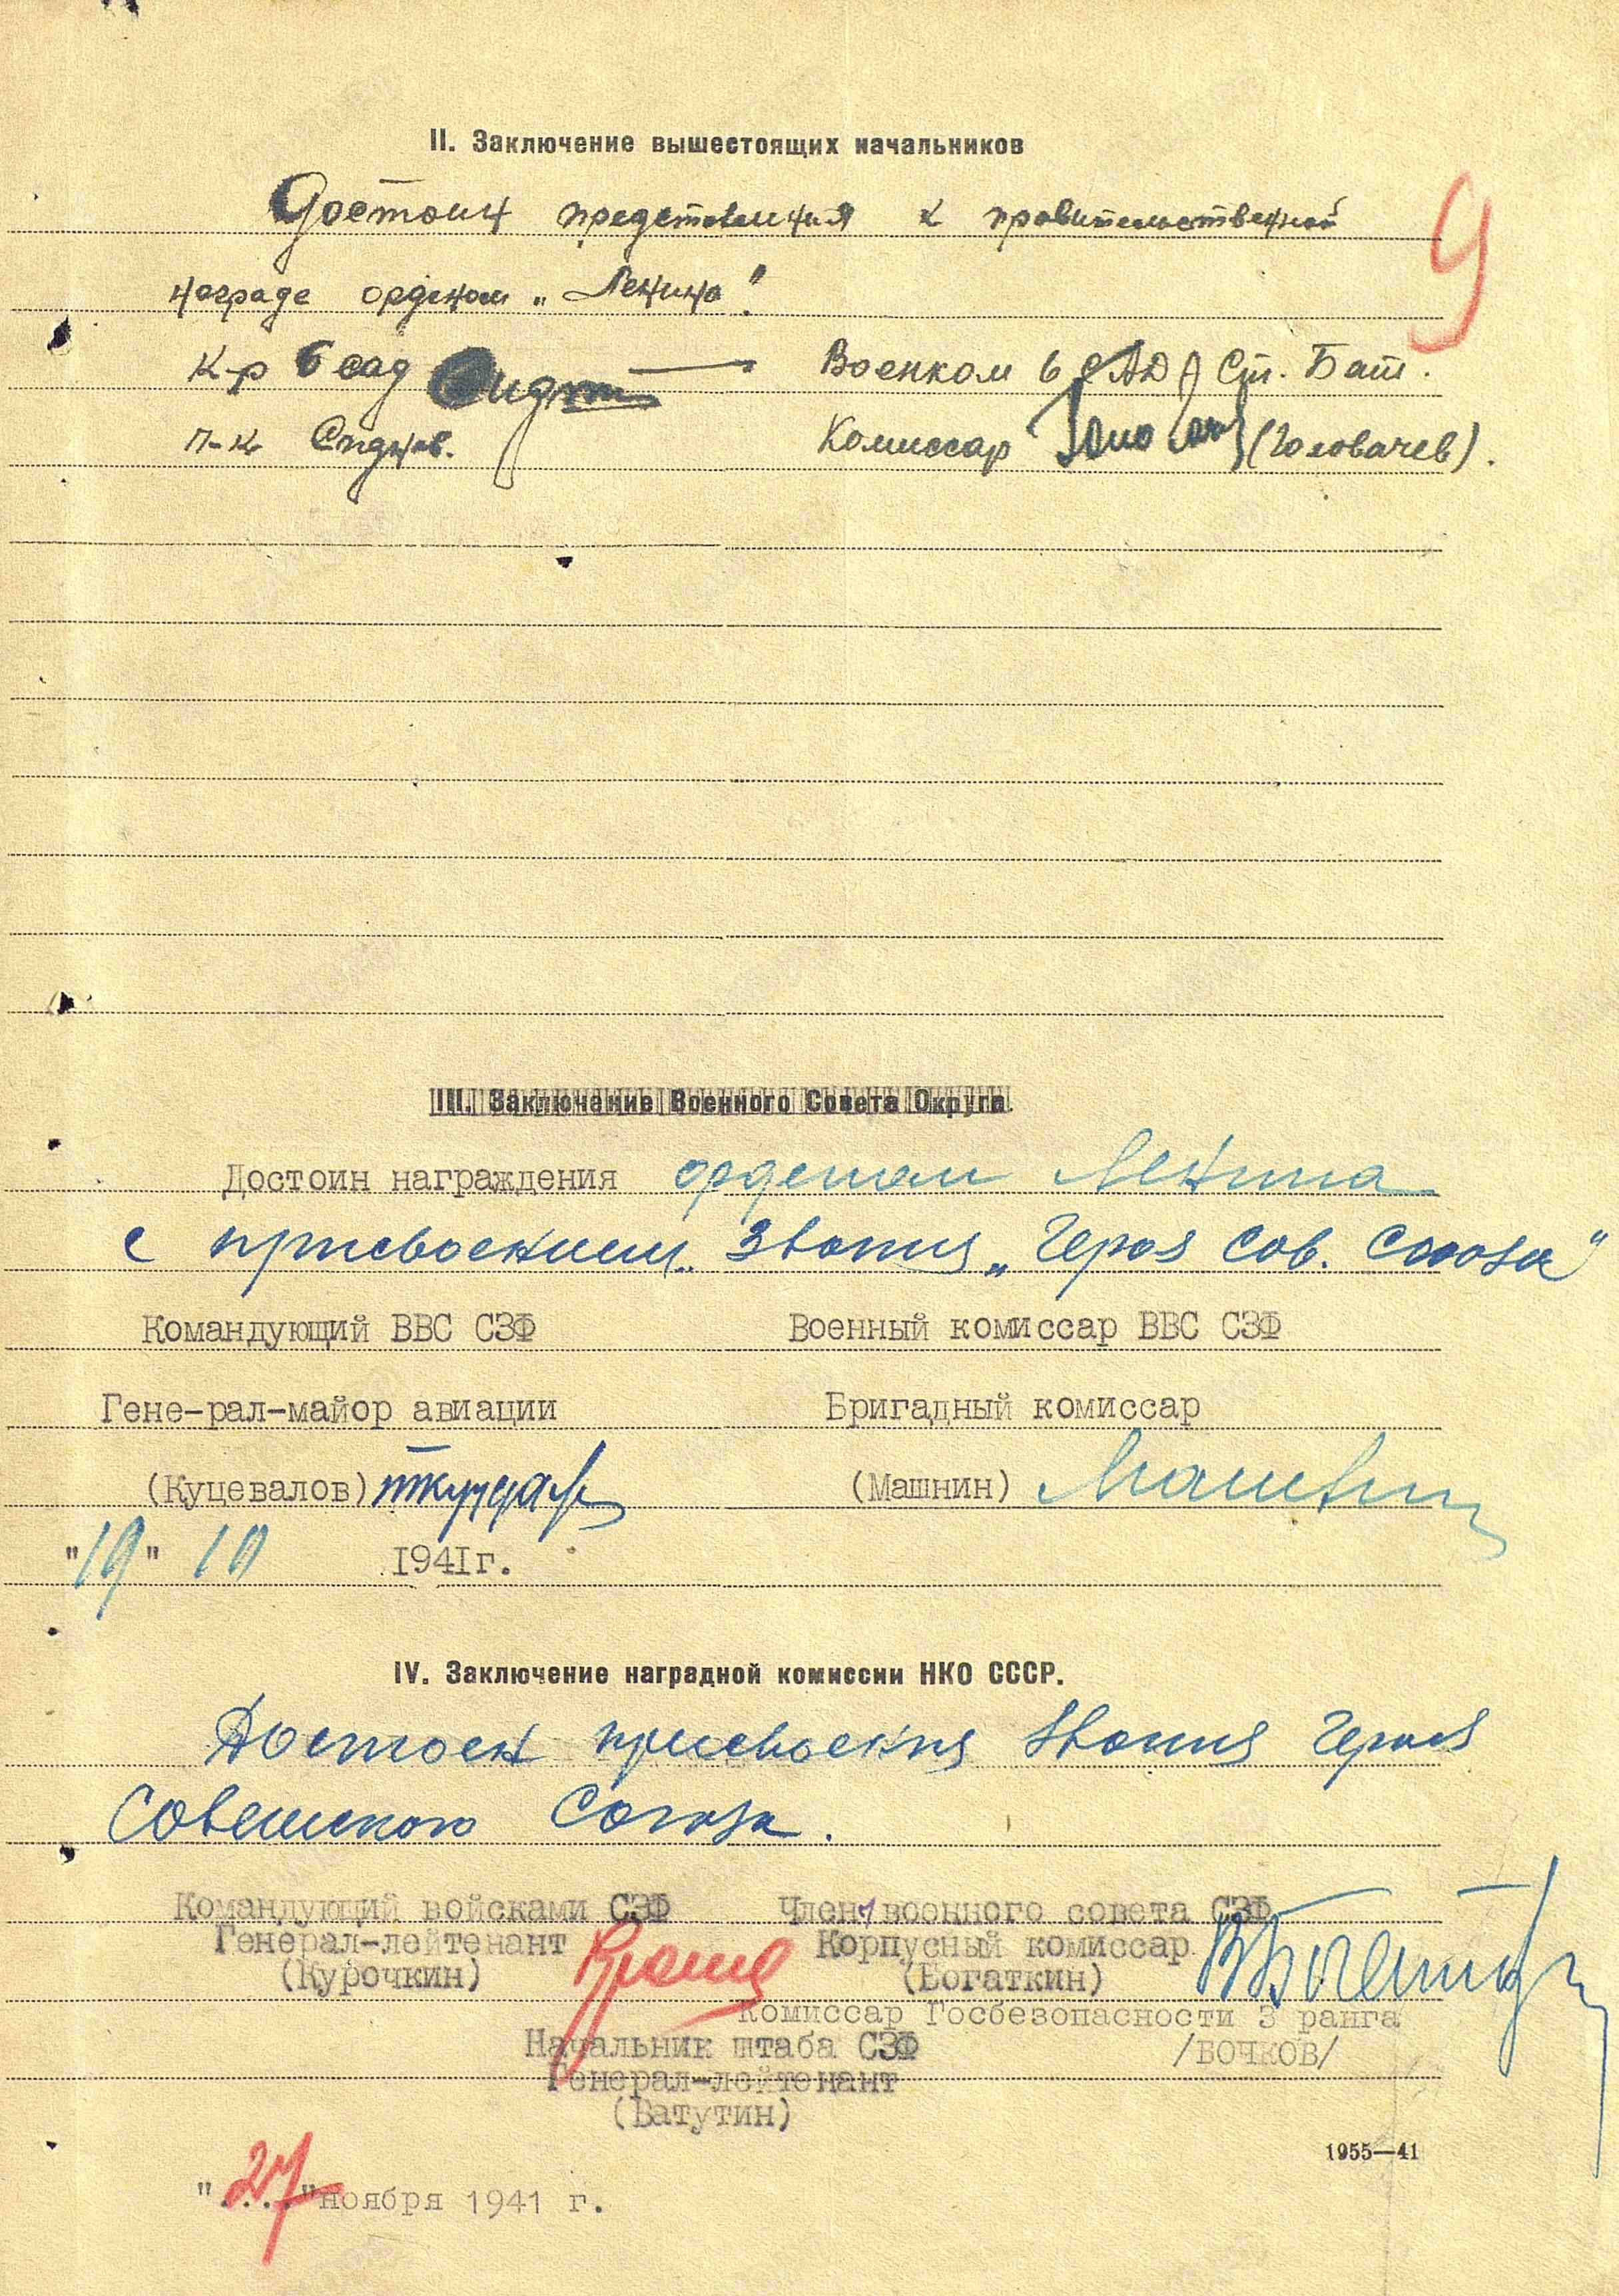 9
II. Заключение вышестоящих начальников
Достоин представления к правительственной
награде орденом „Ленина".
К-р 6 сад Военком 6 САД Ст. Бат.
п-к Комиссар (Головачев).
III. Заключение Военного Совета Округа.
Достоин награждения орденом Ленина
с присвоением звания „Героя Сов. Союза"
Командующий ВВС СЗФ Военный комиссар ВВС СЗФ
Гене-рал-майор авиации Бригадный комиссар
(Куцевалов) (Машнин)
"19" 10 1941г.
IV. Заключение наградной комиссии НКО СССР.
Достоен присвоения звания Героя
Советского Союза.
Командующий войсками СЗФ Член военного совета СЗФ
Генерал-лейтенант Корпусный комиссар
(Курочкин) (Богаткин)
Комиссар Госбезопасности 3 ранга
Начальник штаба СЗФ /БОЧКОВ/
Генерал-лейтенант
(Ватутин)
1955—41
"27" ноября 1941 г.